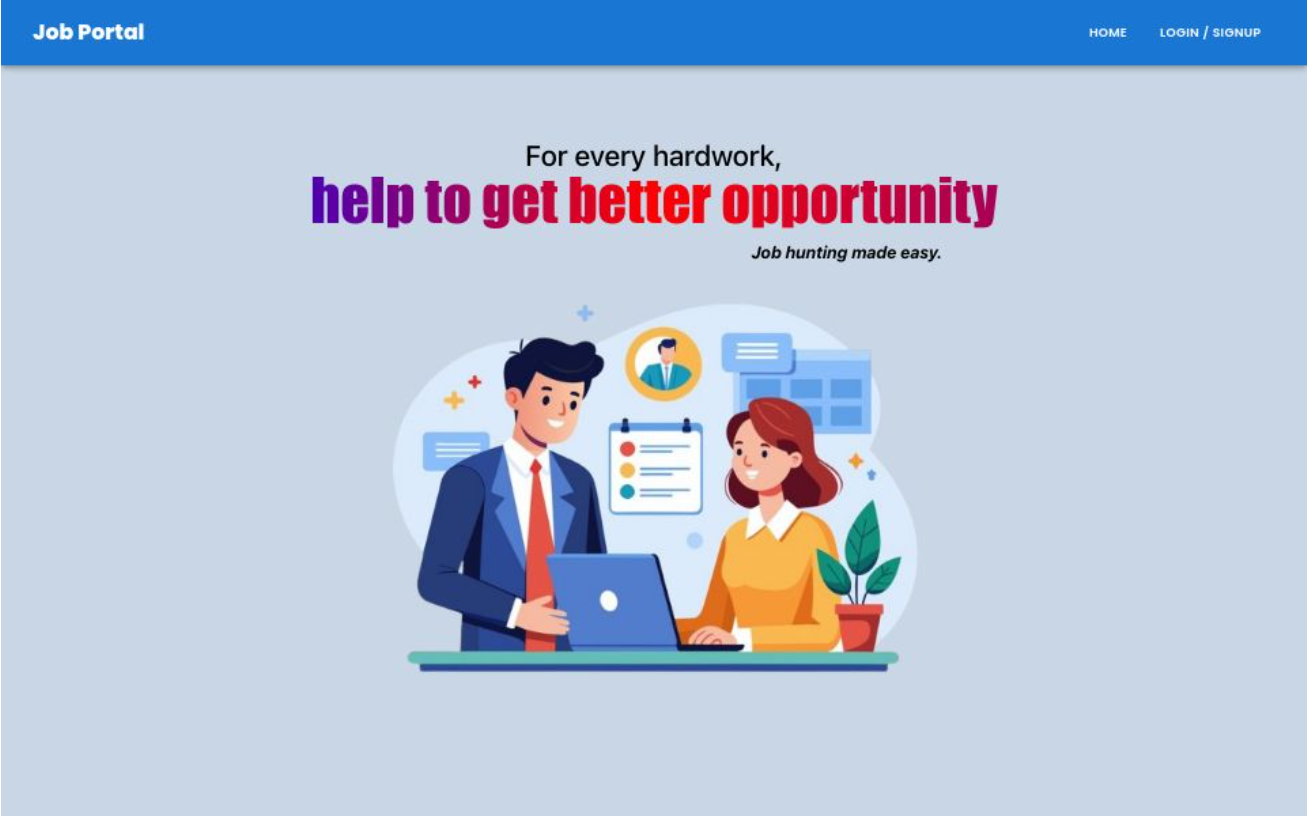 Job Portal
HOME
LOGIN / SIGNUP
For every hardwork,
help to get better opportunity
Job hunting made easy.